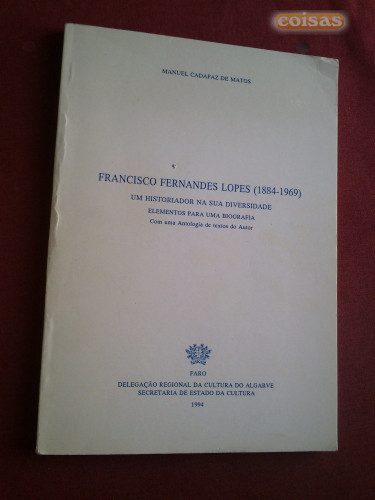 coisas
MANUEL CADAFAZ DE MATOS
FRANCISCO FERNANDES LOPES (1884-1969)
UM HISTORIADOR NA SUA DIVERSIDADE
ELEMENTOS PARA UMA BIOGRAFIA
Com uma Antologia de textos do Autor
FARO
DELEGAÇÃO REGIONAL DA CULTURA DO ALGARVE
SECRETARIA DE ESTADO DA CULTURA
1994